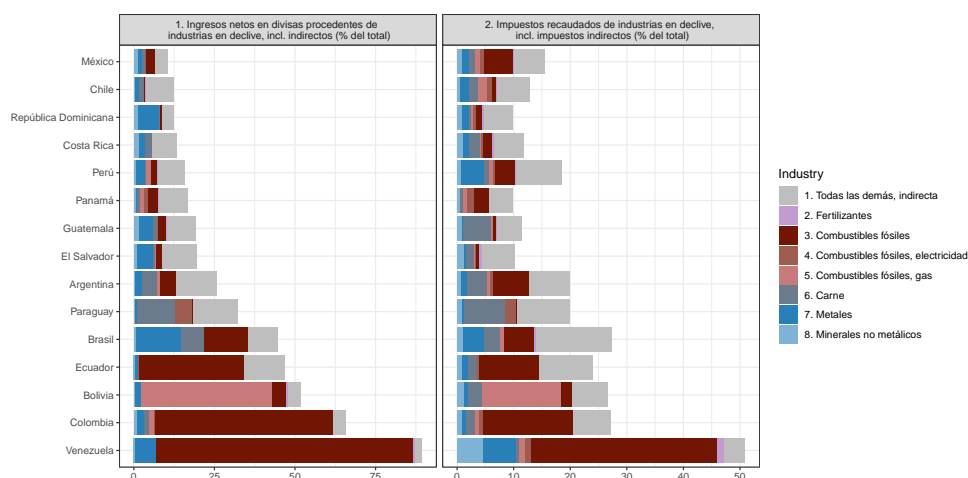 1. Ingresos netos en divisas procedentes de
industrias en declive, incl. indirectos (% del total)
2. Impuestos recaudados de industrias en declive,
incl. impuestos indirectos (% del total)
México
Chile
República Dominicana
Costa Rica
Perú
Panamá
Guatemala
El Salvador
Argentina
Paraguay
Brasil
Ecuador
Bolivia
Colombia
Venezuela
0 25 50 75
0 10 20 30 40 50
Industry
1. Todas las demás, indirecta
2. Fertilizantes
3. Combustibles fósiles
4. Combustibles fósiles, electricidad
5. Combustibles fósiles, gas
6. Carne
7. Metales
8. Minerales no metálicos